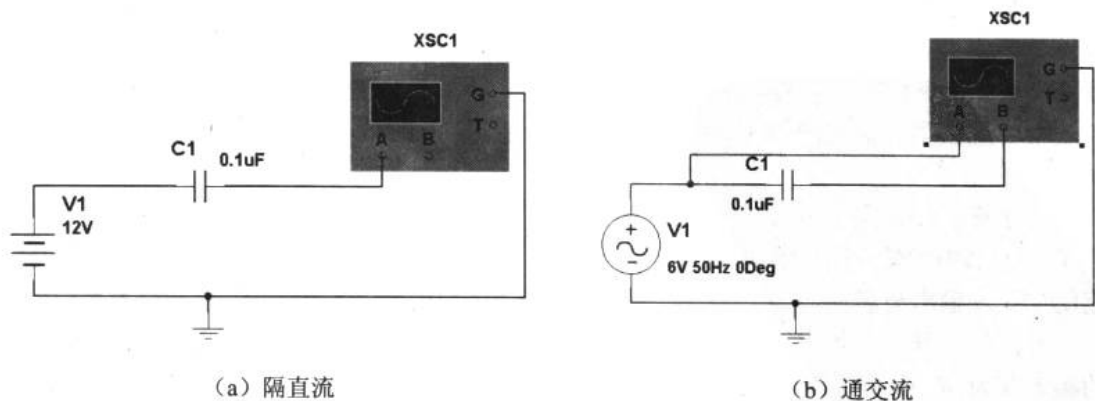 XSC1
G
T
A B
C1
0.1uF
V1
12V
(a) 隔直流
XSC1
G
T
A B
C1
0.1uF
V1
6V 50Hz 0Deg
(b) 通交流